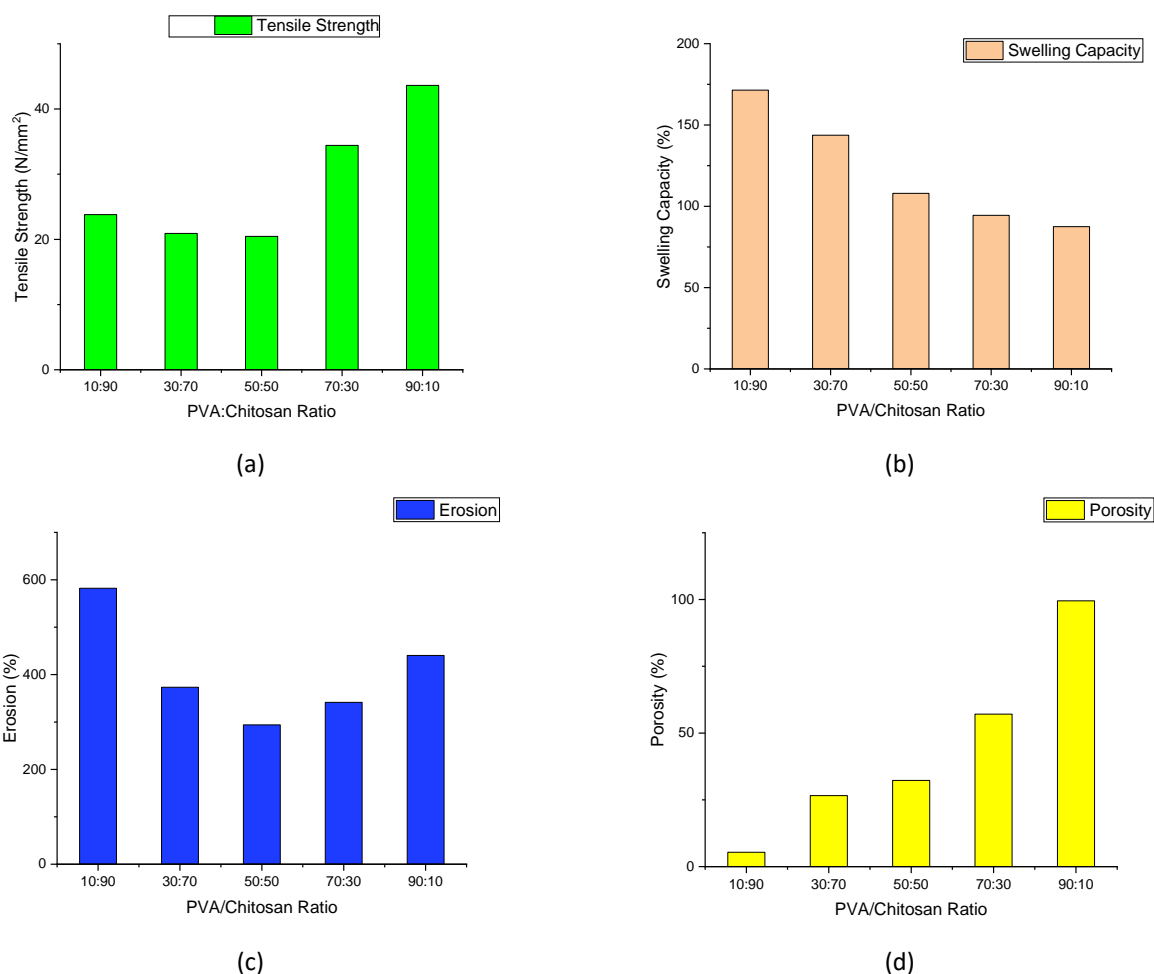 Tensile Strength
Tensile Strength (N/mm²)
40
20
0
10:90 30:70 50:50 70:30 90:10
PVA:Chitosan Ratio
(a)
Swelling Capacity
Swelling Capacity (%)
200
150
100
50
0
10:90 30:70 50:50 70:30 90:10
PVA/Chitosan Ratio
(b)
Erosion
Erosion (%)
600
400
200
0
10:90 30:70 50:50 70:30 90:10
PVA/Chitosan Ratio
(c)
Porosity
Porosity (%)
100
50
0
10:90 30:70 50:50 70:30 90:10
PVA/Chitosan Ratio
(d)